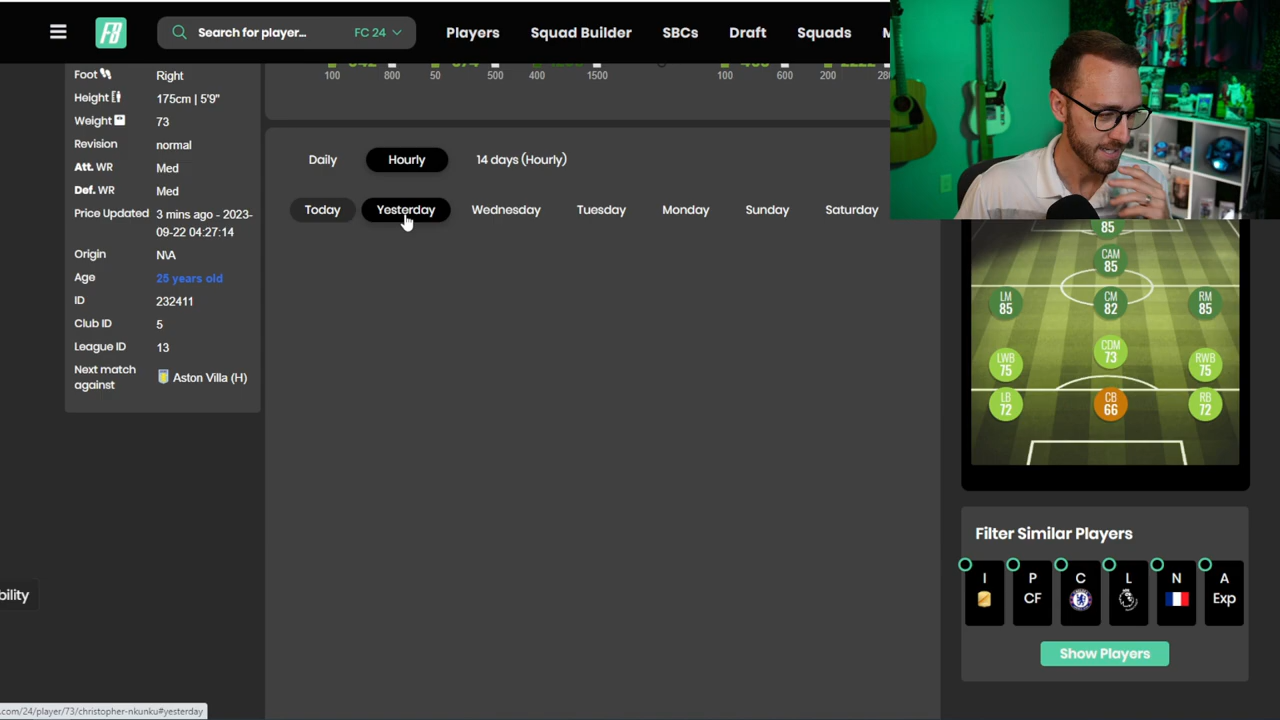 FB Search for player... FC 24 Players Squad Builder SBCs Draft Squads M
Foot Right
Height 175cm | 5'9"
Weight 73
Revision normal
Att. WR Med
Def. WR Med
Price Updated 3 mins ago - 2023-
09-22 04:27:14
Origin N\A
Age 25 years old
ID 232411
Club ID 5
League ID 13
Next match
against Aston Villa (H)
100 800 50 500 400 1500 100 600 200
Daily Hourly 14 days (Hourly)
Today Yesterday Wednesday Tuesday Monday Sunday Saturday
85
CAM
85
LM
85
CM
82
RM
85
CDM
73
LWB
75
RWB
75
LB
72
CB
66
RB
72
Filter Similar Players
I P C L N A
CF Exp
Show Players
bility
.com/24/player/73/christopher-nkunku#yesterday